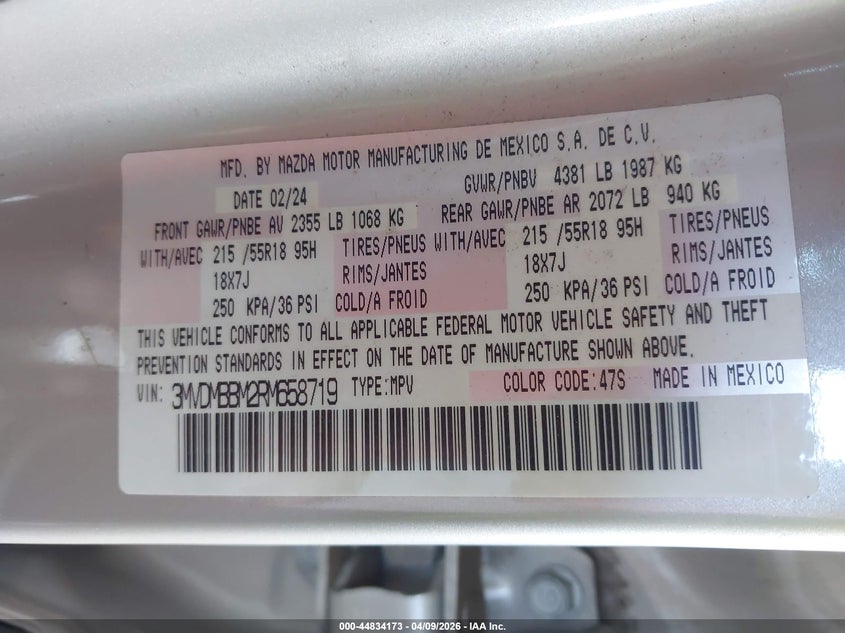 MFD. BY MAZDA MOTOR MANUFACTURING DE MEXICO S.A. DE C.V.
DATE 02/24 GVWR/PNBV 4381 LB 1987 KG
FRONT GAWR/PNBE AV 2355 LB 1068 KG REAR GAWR/PNBE AR 2072 LB 940 KG
WITH/AVEC 215 /55R18 95H TIRES/PNEUS WITH/AVEC 215 /55R18 95H TIRES/PNEUS
18X7J RIMS/JANTES 18X7J RIMS/JANTES
250 KPA/36 PSI COLD/A FROID 250 KPA/36 PSI COLD/A FROID
THIS VEHICLE CONFORMS TO ALL APPLICABLE FEDERAL MOTOR VEHICLE SAFETY AND THEFT
PREVENTION STANDARDS IN EFFECT ON THE DATE OF MANUFACTURE SHOWN ABOVE.
VIN: 3MVDMBBM2RM658719 TYPE:MPV COLOR CODE:47S MADE IN MEXICO
000-44834173 - 04/09/2026 - IAA Inc.